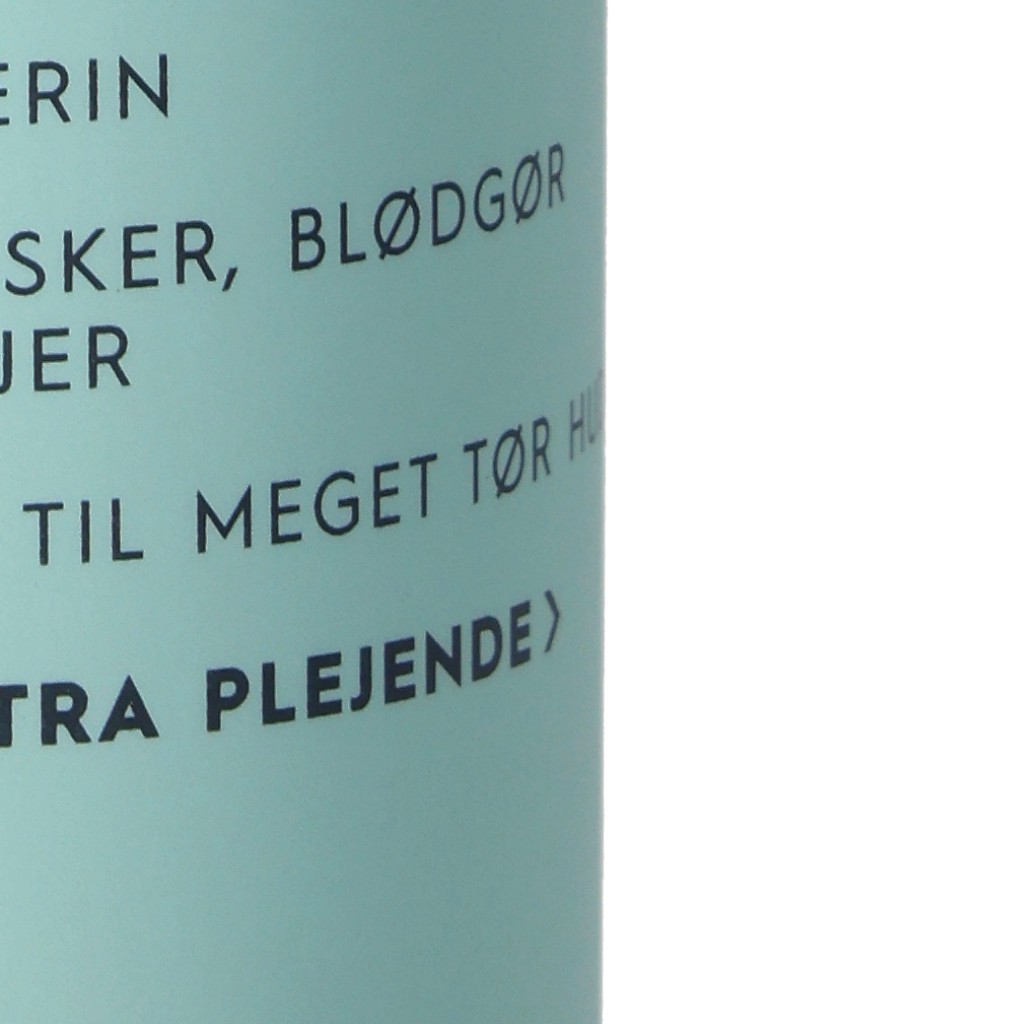 ERIN
SKER, BLØDGØR
JER
TIL MEGET TØR
TRA PLEJENDE>